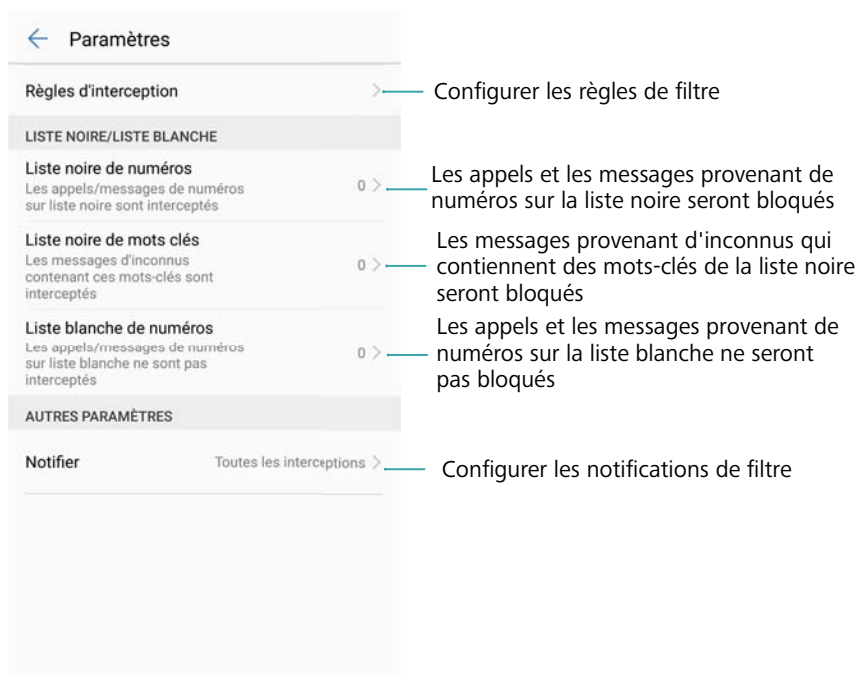 Paramètres
Règles d'interception
Configurer les règles de filtre
LISTE NOIRE/LISTE BLANCHE
Liste noire de numéros
Les appels/messages de numéros
sur liste noire sont interceptés
0
Les appels et les messages provenant de
numéros sur la liste noire seront bloqués
Liste noire de mots clés
Les messages d'inconnus
contenant ces mots-clés sont
interceptés
0
Les messages provenant d'inconnus qui
contiennent des mots-clés de la liste noire
seront bloqués
Liste blanche de numéros
Les appels/messages de numéros
sur liste blanche ne sont pas
interceptés
0
Les appels et les messages provenant de
numéros sur la liste blanche ne seront
pas bloqués
AUTRES PARAMÈTRES
Notifier
Toutes les interceptions
Configurer les notifications de filtre